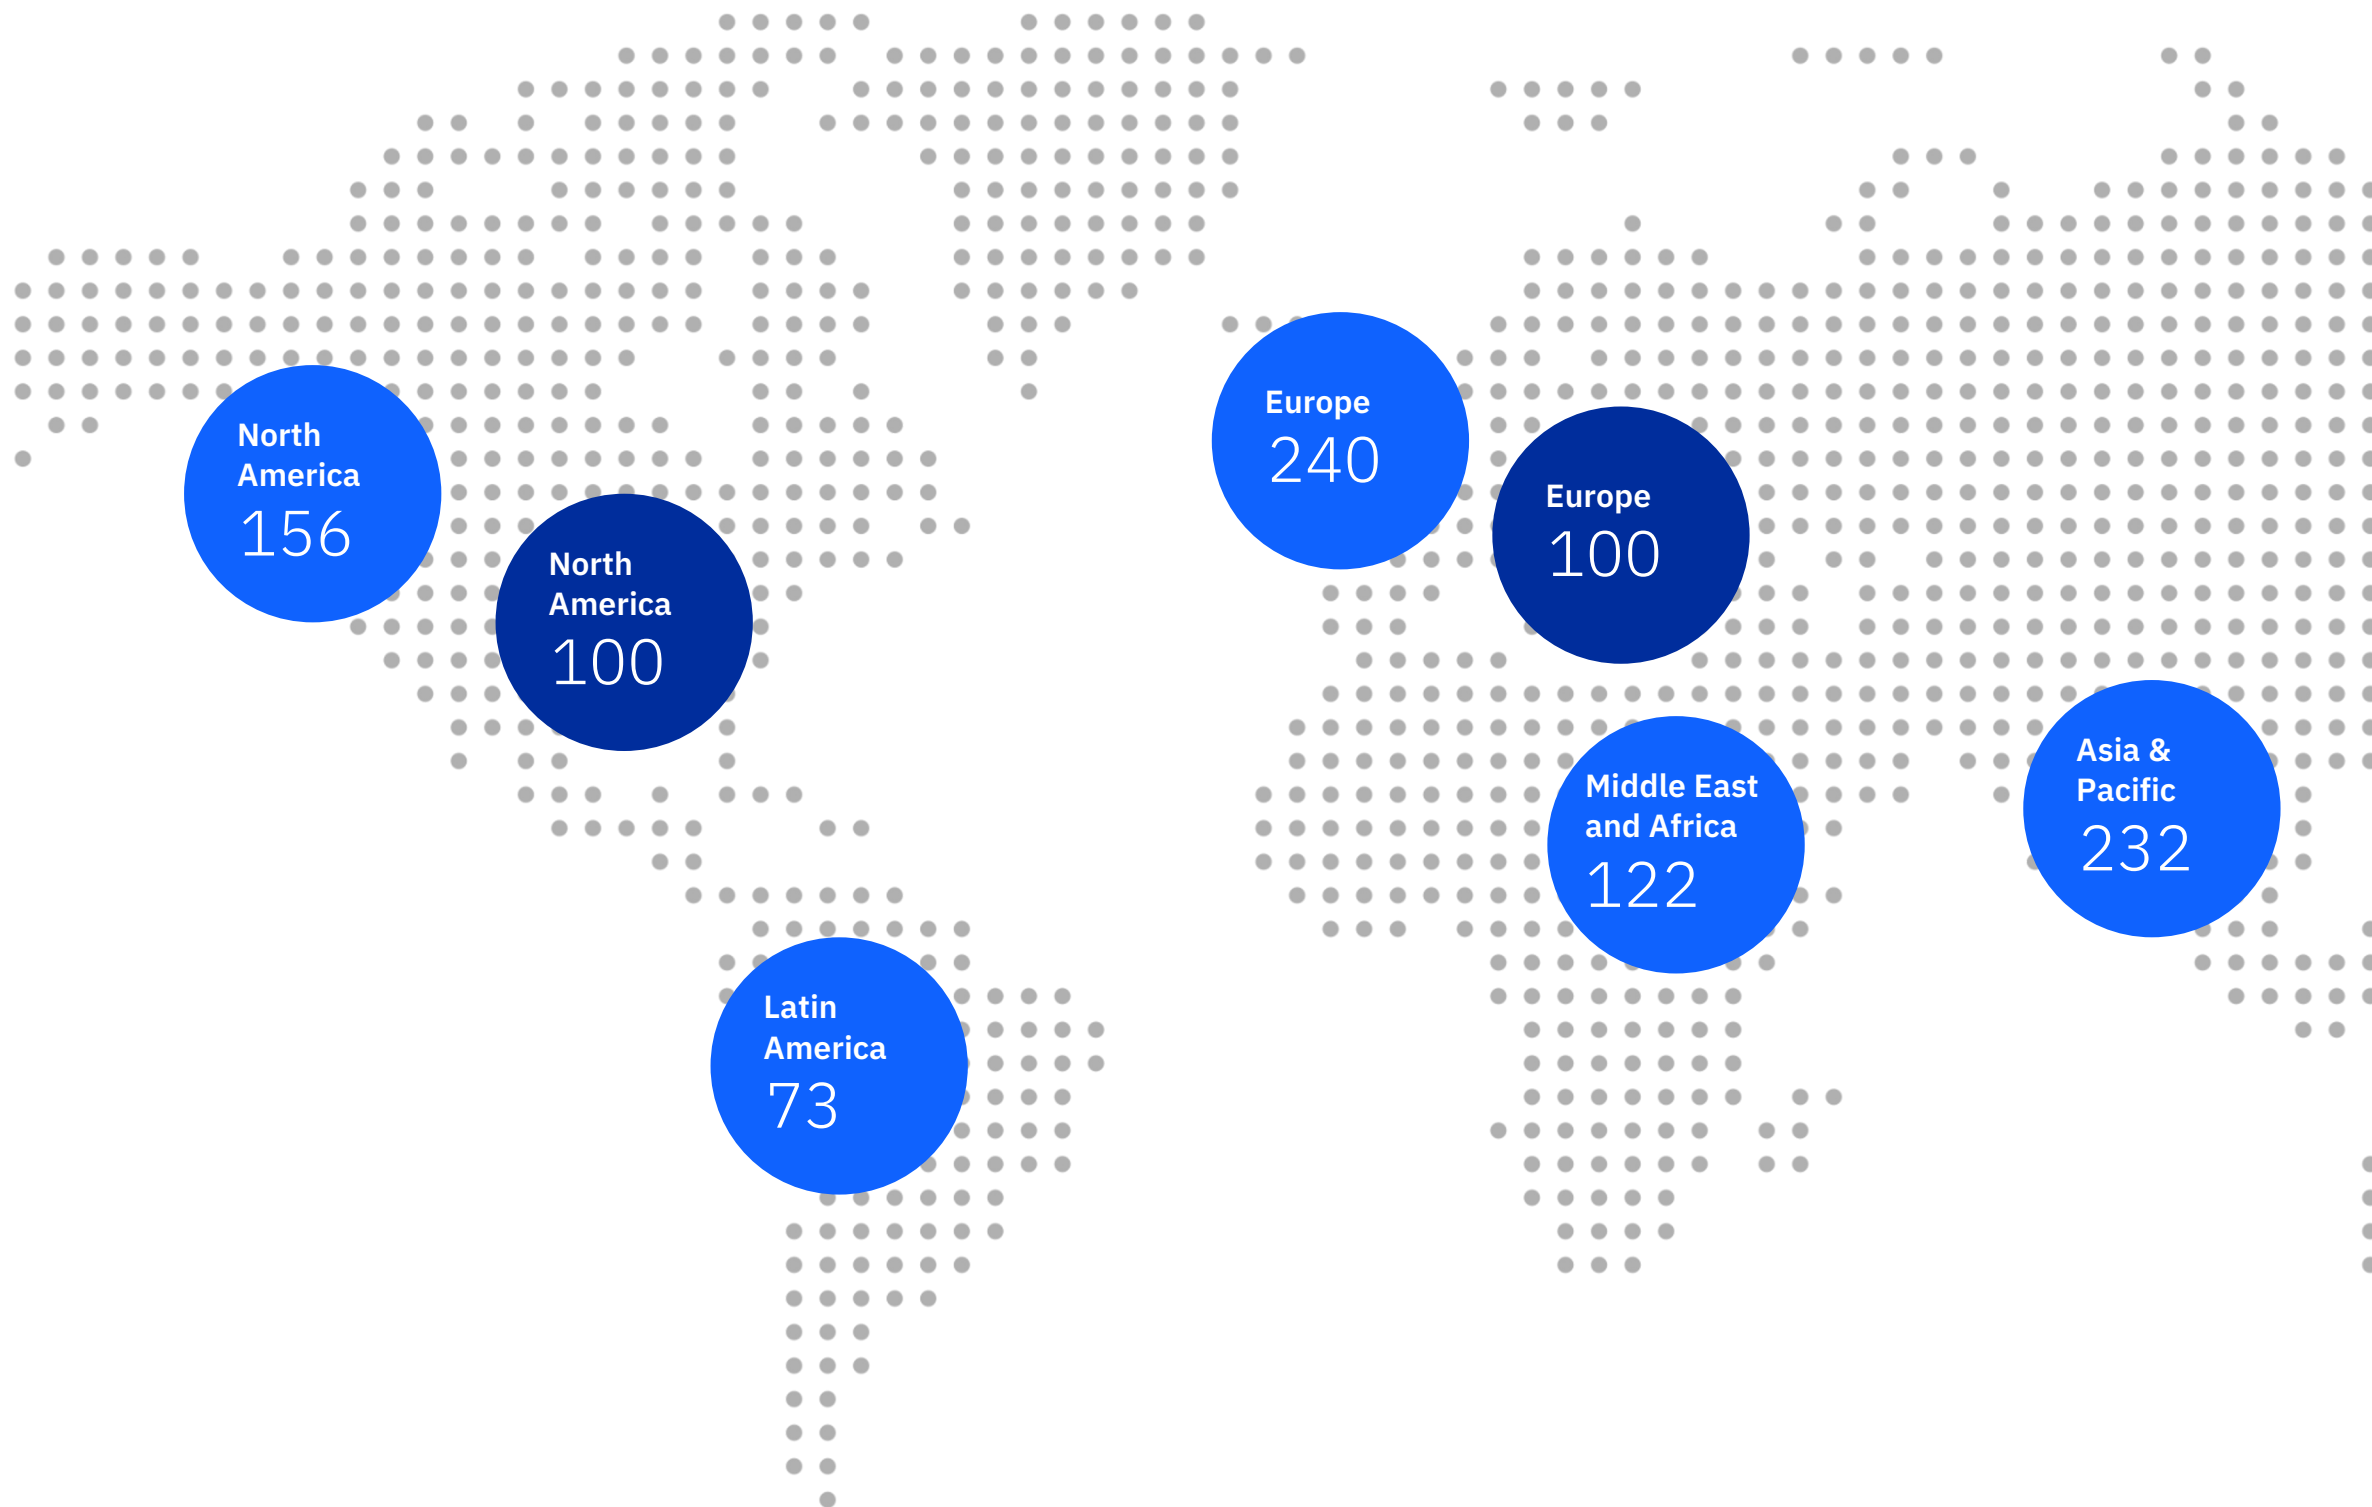 North
America
156
North
America
100
Europe
240
Europe
100
Middle East
and Africa
122
Asia &
Pacific
232
Latin
America
73